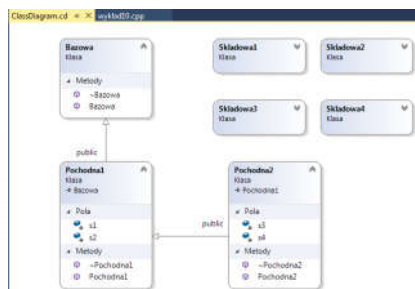 ClassDiagram.cd
wyklad09.cpp
Bazowa
Klasa
Metody
~Bazowa
Bazowa
Skladowa1
Klasa
Skladowa2
Klasa
Skladowa3
Klasa
Skladowa4
Klasa
public
Pochodna1
Klasa
Bazowa
Pola
s1
s2
Metody
~Pochodna1
Pochodna1
public
Pochodna2
Klasa
Pochodna1
Pola
s3
s4
Metody
~Pochodna2
Pochodna2